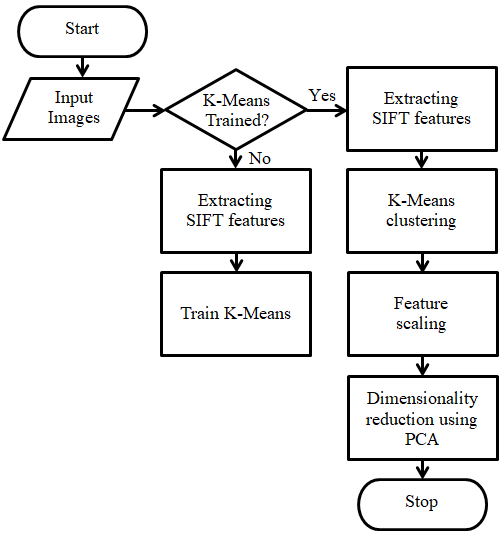 Start
Input
Images
K-Means
Trained?
Yes
No
Extracting
SIFT features
Train K-Means
Extracting
SIFT features
K-Means
clustering
Feature
scaling
Dimensionality
reduction using
PCA
Stop